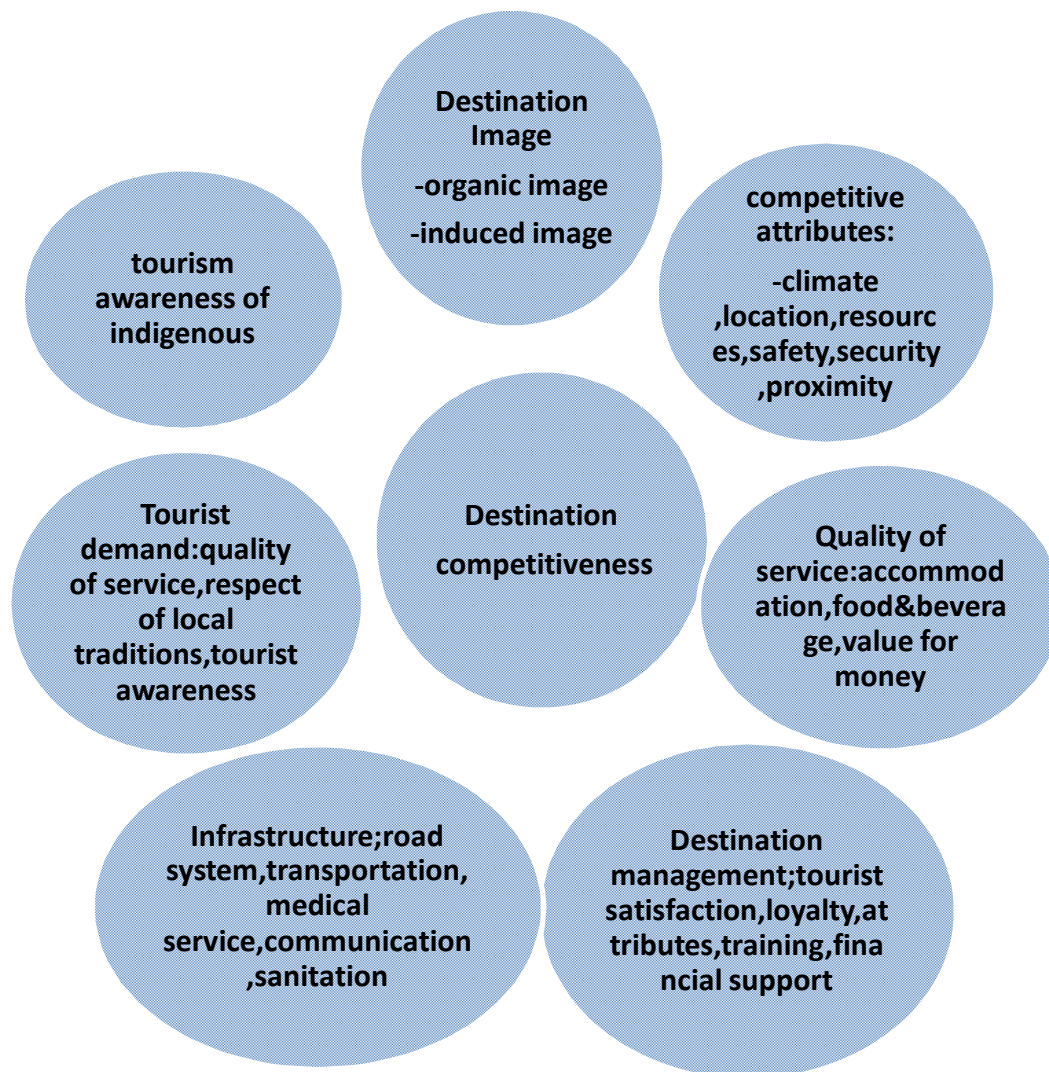 Destination
Image
-organic image
-induced image
competitive
attributes:
-climate
,location,resourc
es,safety,security
,proximity
tourism
awareness of
indigenous
Destination
competitiveness
Tourist
demand:quality
of service,respect
of local
traditions,tourist
awareness
Quality of
service:accommod
ation,food&bevera
ge,value for
money
Infrastructure;road
system,transportation,
medical
service,communication
,sanitation
Destination
management;tourist
satisfaction,loyalty,at
tributes,training,fina
ncial support